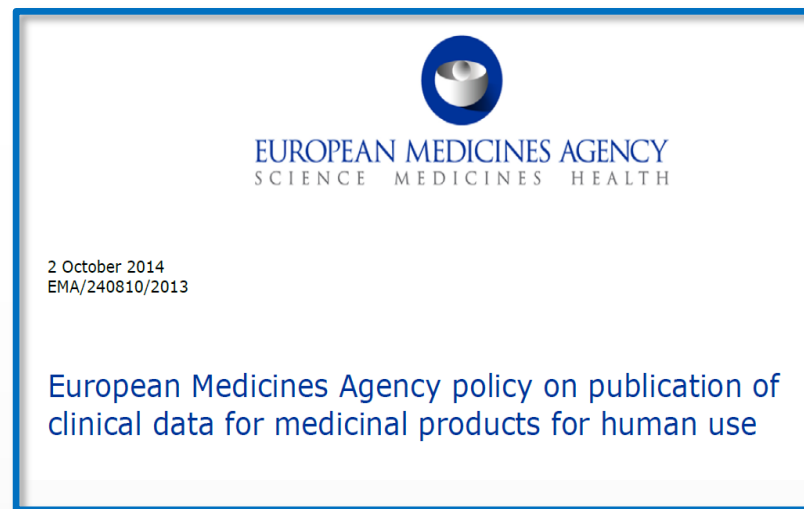 EUROPEAN MEDICINES AGENCY
SCIENCE MEDICINES HEALTH
2 October 2014
EMA/240810/2013
European Medicines Agency policy on publication of
clinical data for medicinal products for human use